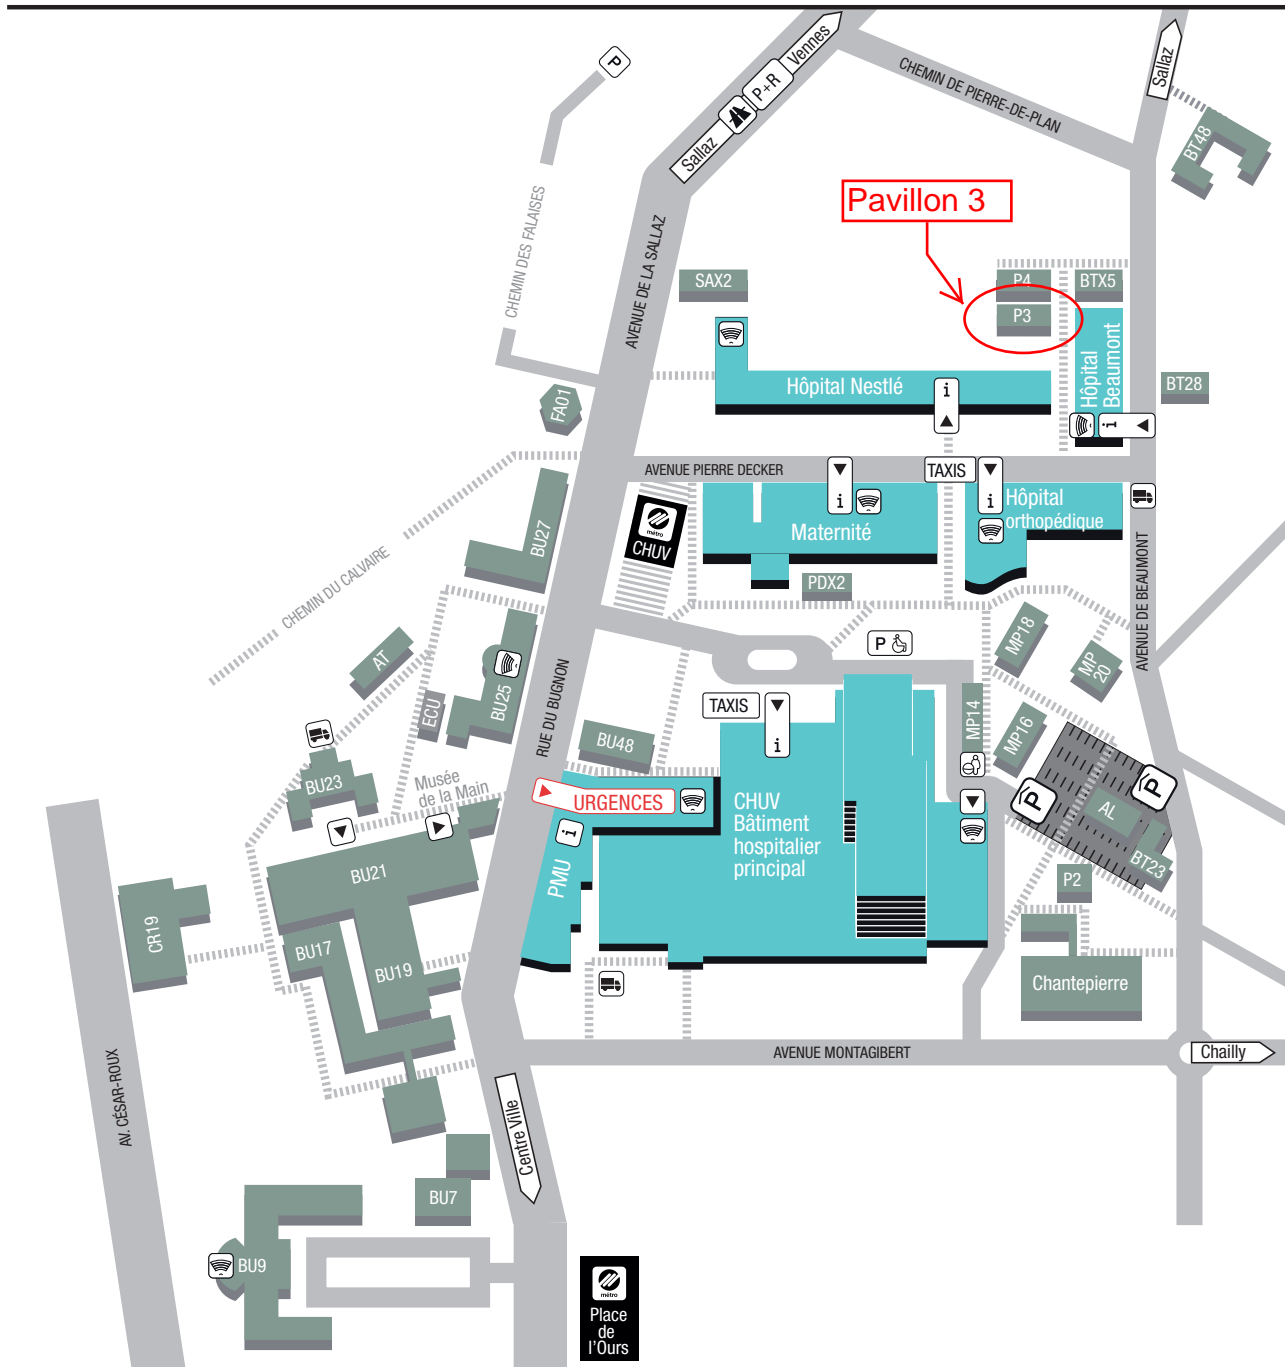 P
Sallaz
P+R
Vennes
CHEMIN DE PIERRE-DE-PLAN
Sallaz
BT48
Pavillon 3
CHEMIN DES FALAISES
AVENUE DE LA SALLAZ
SAX2
P4
BTX5
P3
Hôpital Nestlé
i
Hôpital
Beaumont
i
BT28
FA01
AVENUE PIERRE DECKER
TAXIS
i
i
Hôpital
orthopédique
Maternité
métro
CHUV
BU27
CHEMIN DU CALVAIRE
PDX2
AVENUE DE BEAUMONT
AT
BU25
ECU
RUE DU BUGNON
P
MP18
MP
20
TAXIS
i
BU48
MP14
MP16
BU23
Musée
de la Main
URGENCES
i
PMU
CHUV
Bâtiment
hospitalier
principal
P
P
AL
BT23
BU21
P2
CR19
BU17
BU19
Chantepierre
AVENUE MONTAGIBERT
Chailly
AV. CÉSAR-ROUX
Centre Ville
BU7
BU9
métro
Place
de
l'Ours